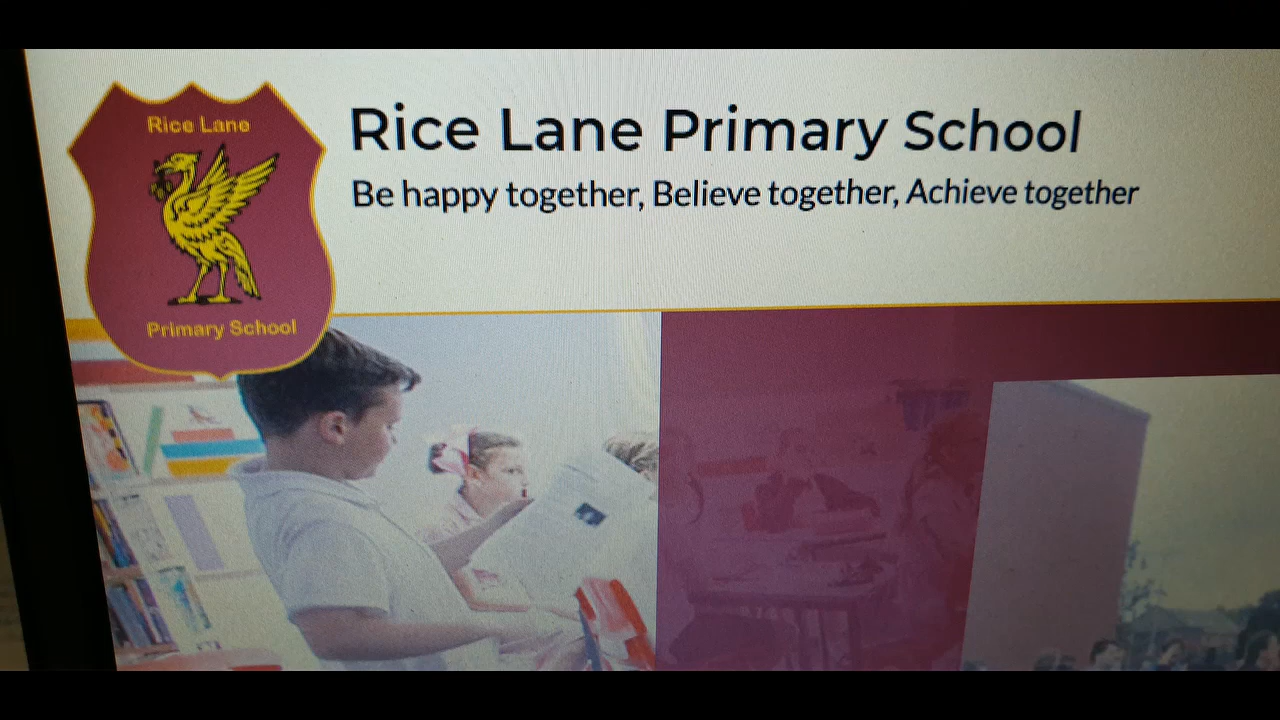 Rice Lane
Primary School
Rice Lane Primary School
Be happy together, Believe together, Achieve together